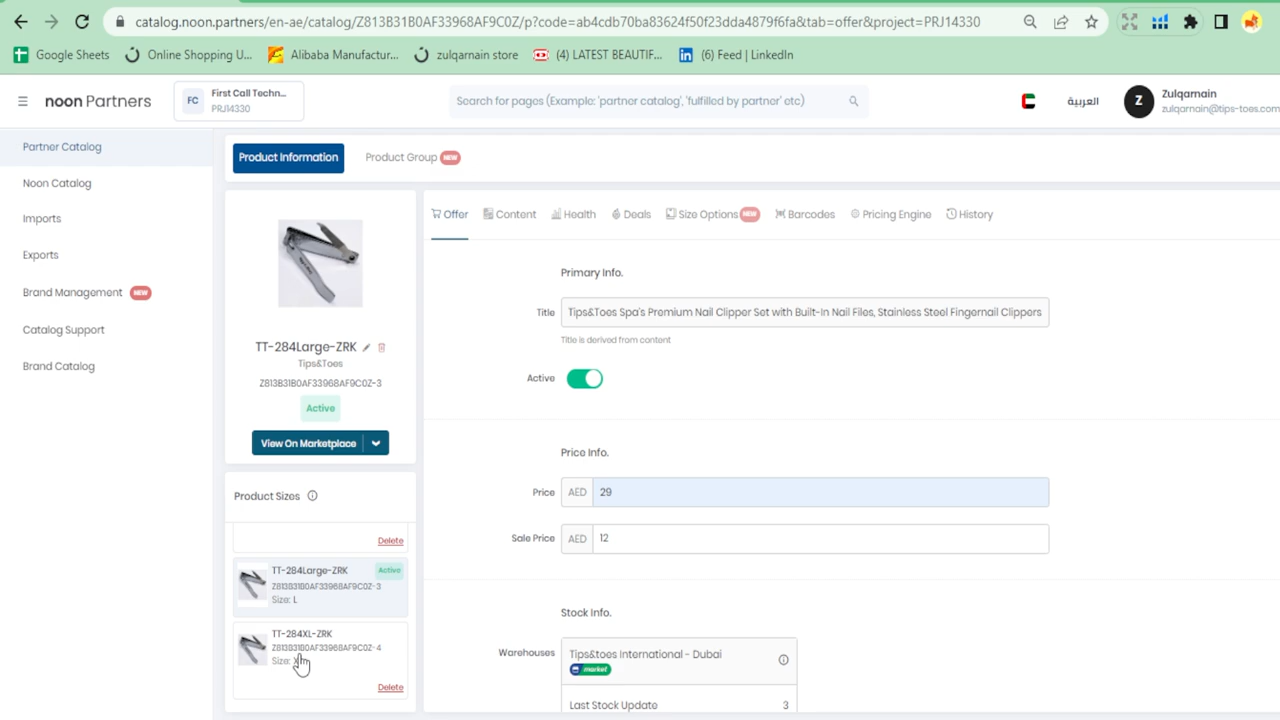 catalog.noon.partners/en-ae/catalog/Z813B31B0AF33968AF9C0Z/p?code=ab4cdb70ba83624f50f23dda4879f6fa&tab=offer&project=PRJ14330
Google Sheets
Online Shopping U...
Alibaba Manufactur...
zulqarnain store
(4) LATEST BEAUTIF...
(6) Feed | LinkedIn
noon Partners
FC
First Call Techn...
PRJ14330
Search for pages (Example: 'partner catalog', 'fulfilled by partner' etc)
العربية
Z
Zulqarnain
zulqarnain@tips-toes.com
Partner Catalog
Noon Catalog
Imports
Exports
Brand Management NEW
Catalog Support
Brand Catalog
Product Information
Product Group NEW
TT-284Large-ZRK
Tips&Toes
Z813B31B0AF33968AF9C0Z-3
Active
View On Marketplace
Product Sizes
Delete
TT-284Large-ZRK
Active
Z813B31B0AF33968AF9C0Z-3
Size: L
TT-284XL-ZRK
Z813B31B0AF33968AF9C0Z-4
Size:
Delete
Offer
Content
Health
Deals
Size Options NEW
Barcodes
Pricing Engine
History
Primary Info.
Title
Tips&Toes Spa's Premium Nail Clipper Set with Built-In Nail Files, Stainless Steel Fingernail Clippers
Title is derived from content
Active
Price Info.
Price
AED
29
Sale Price
AED
12
Stock Info.
Warehouses
Tips&toes International - Dubai
market
Last Stock Update
3